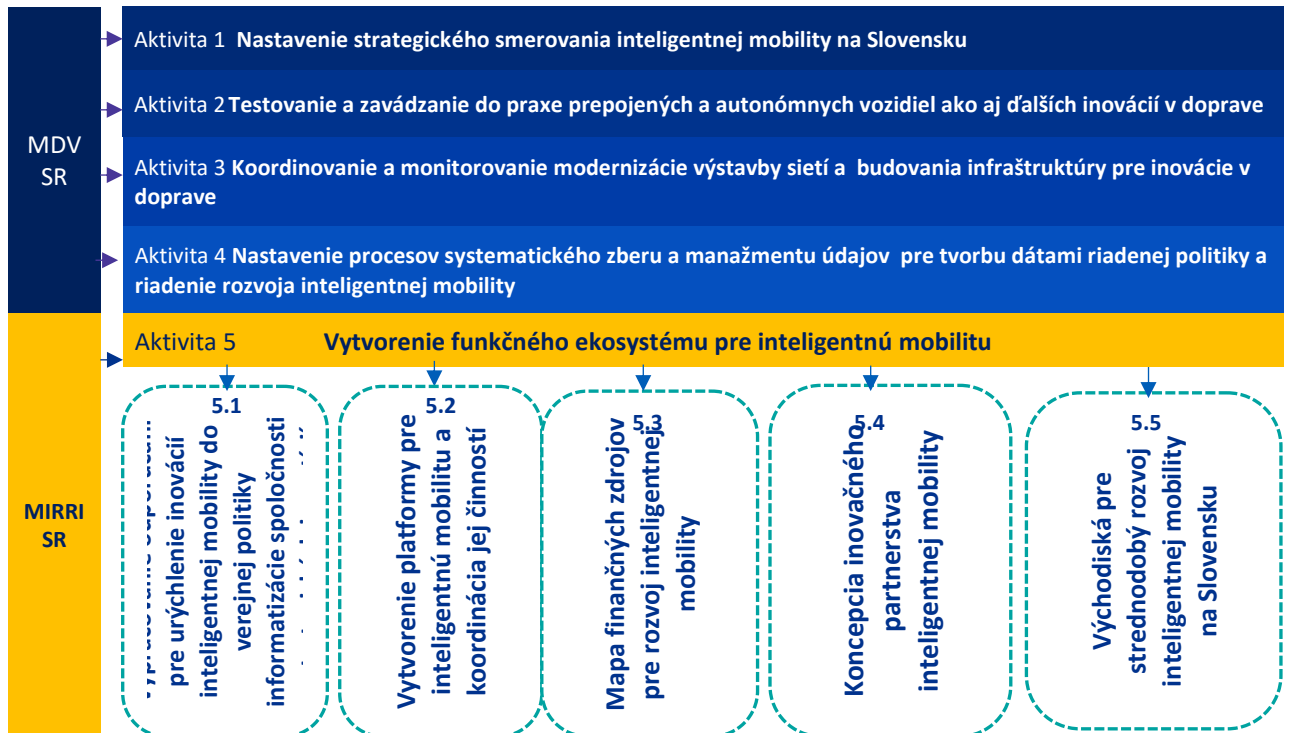 MDV
SR
Aktivita 1 Nastavenie strategického smerovania inteligentnej mobility na Slovensku
Aktivita 2 Testovanie a zavádzanie do praxe prepojených a autonómnych vozidiel ako aj ďalších inovácií v doprave
Aktivita 3 Koordinovanie a monitorovanie modernizácie výstavby sietí a budovania infraštruktúry pre inovácie v
doprave
Aktivita 4 Nastavenie procesov systematického zberu a manažmentu údajov pre tvorbu dátami riadenej politiky a
riadenie rozvoja inteligentnej mobility
MIRRI
SR
Aktivita 5 Vytvorenie funkčného ekosystému pre inteligentnú mobilitu
5.1
pre urýchlenie inovácií
inteligentnej mobility do
verejnej politiky
informatizácie spoločnosti
5.2
Vytvorenie platformy pre
inteligentnú mobilitu a
koordinácia jej činností
5.3
Mapa finančných zdrojov
pre rozvoj inteligentnej
mobility
5.4
Koncepcia inovačného
partnerstva
inteligentnej mobility
5.5
Východiská pre
strednodobý rozvoj
inteligentnej mobility
na Slovensku